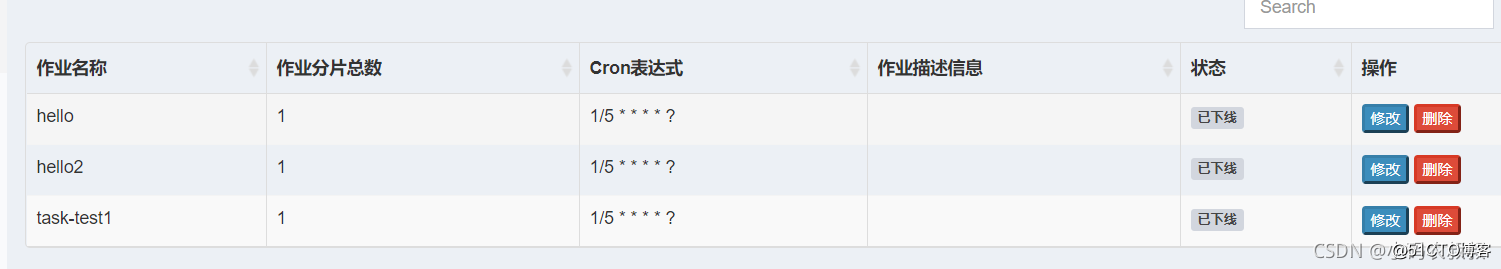 Search
作业名称 作业分片总数 Cron表达式 作业描述信息 状态 操作
hello 1 1/5 * * * * ? 已下线 修改 删除
hello2 1 1/5 * * * * ? 已下线 修改 删除
task-test1 1 1/5 * * * * ? 已下线 修改 删除
CSDN @51CTO博客